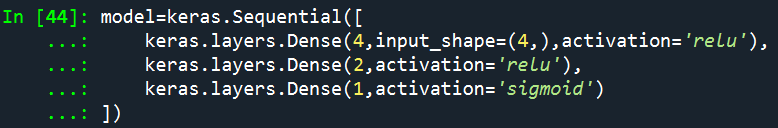 In [44]: model=keras.Sequential([
    ...:     keras.layers.Dense(4,input_shape=(4,),activation='relu'),
    ...:     keras.layers.Dense(2,activation='relu'),
    ...:     keras.layers.Dense(1,activation='sigmoid')
    ...: ])